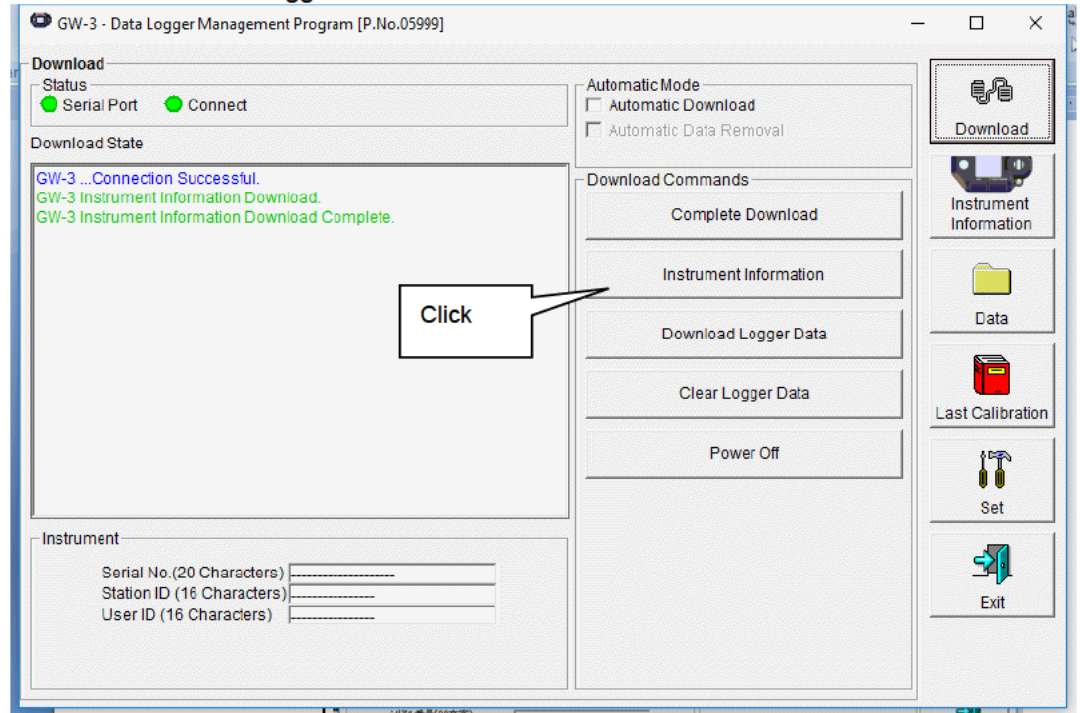 GW-3 - Data Logger Management Program [P.No.05999]
Download
Status
Serial Port
Connect
Automatic Mode
Automatic Download
Automatic Data Removal
Download State
GW-3 ...Connection Successful.
GW-3 Instrument Information Download.
GW-3 Instrument Information Download Complete.
Click
Download Commands
Complete Download
Instrument Information
Download Logger Data
Clear Logger Data
Power Off
Instrument
Serial No.(20 Characters) --------------------
Station ID (16 Characters) ----------------
User ID (16 Characters) ----------------
Download
Instrument
Information
Data
Last Calibration
Set
Exit